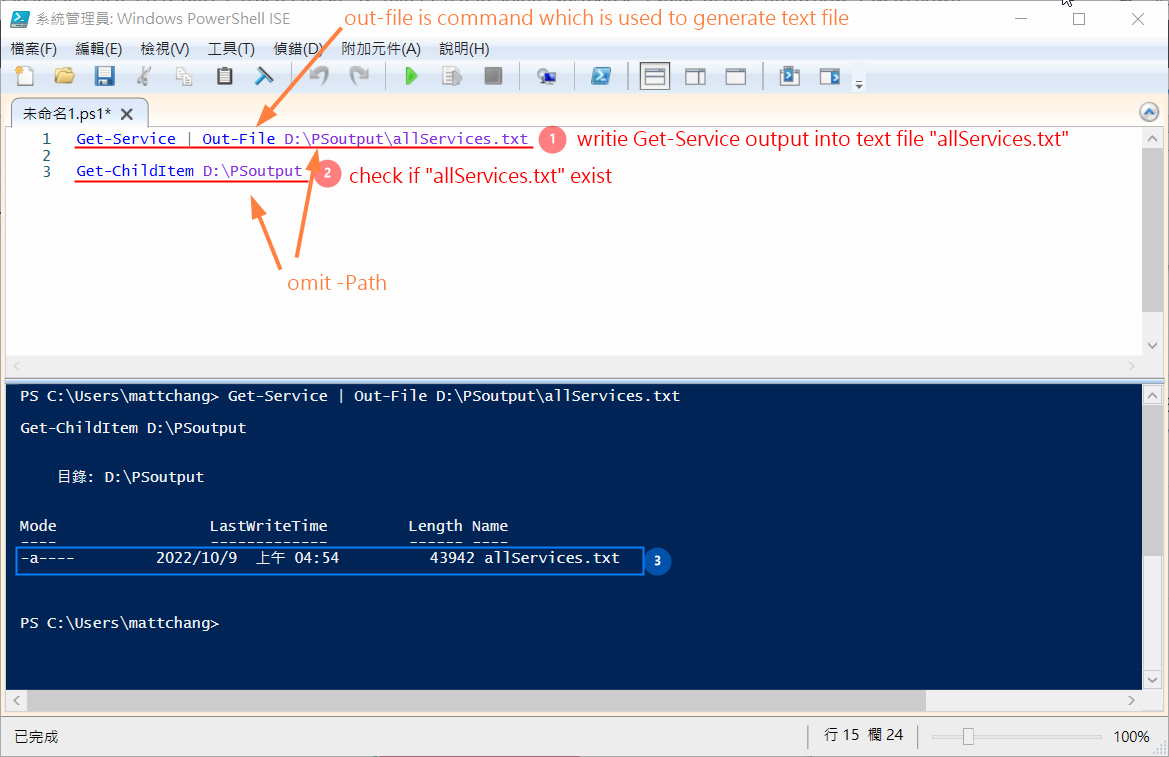 系統管理員: Windows PowerShell ISE
out-file is command which is used to generate text file
檔案(F) 編輯(E) 檢視(V) 工具(T) 偵錯(D) 附加元件(A) 說明(H)
未命名1.ps1*
1 Get-Service | Out-File D:\PSoutput\allServices.txt 1 writie Get-Service output into text file "allServices.txt"
2
3 Get-ChildItem D:\PSoutput 2 check if "allServices.txt" exist
omit -Path
PS C:\Users\mattchang> Get-Service | Out-File D:\PSoutput\allServices.txt
Get-ChildItem D:\PSoutput
目錄: D:\PSoutput
Mode LastWriteTime Length Name
---- ------------- ------ ----
-a---- 2022/10/9 上午 04:54 43942 allServices.txt 3
PS C:\Users\mattchang>
已完成 行 15 欄 24 100%